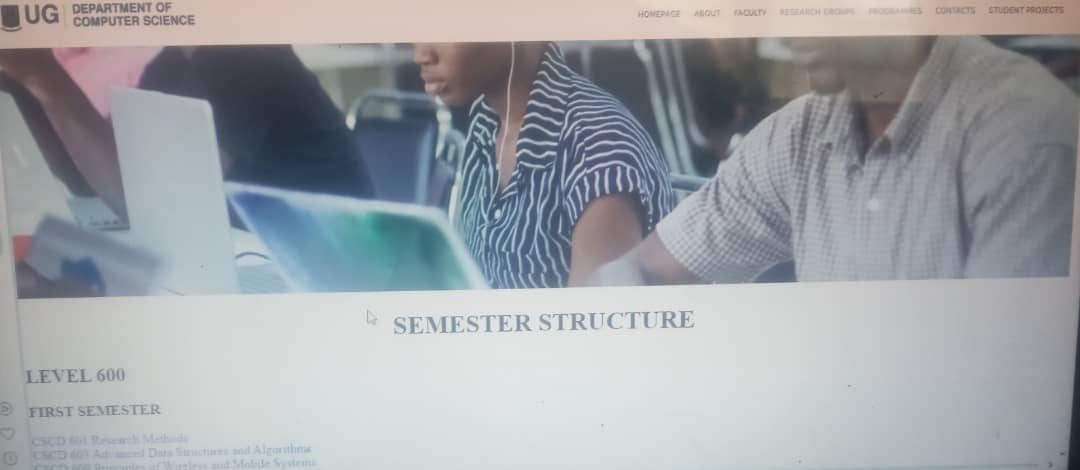 UG
DEPARTMENT OF
COMPUTER SCIENCE
HOMEPAGE ABOUT FACULTY RESEARCH GROUPS PROGRAMMES CONTACTS STUDENT PROJECTS
SEMESTER STRUCTURE
LEVEL 600
FIRST SEMESTER
CSCD 601 Research Methods
CSCD 603 Advanced Data Structures and Algorithms
CSCD 609 Principles of Wireless and Mobile Systems